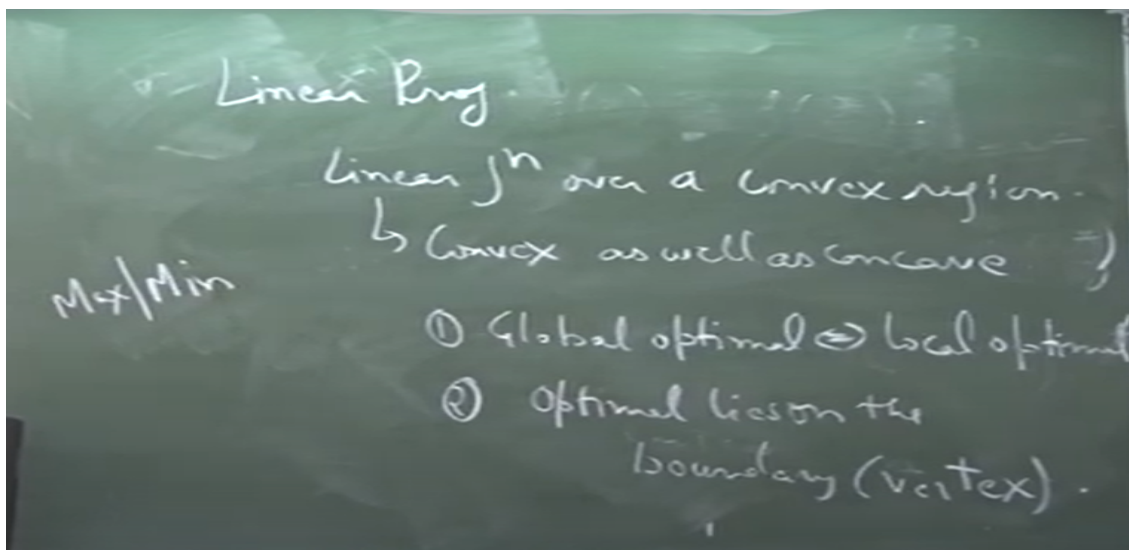 Linear Prog.
Linear fⁿ over a convex region.
↳ Convex as well as concave ⇒
Max/Min
① Global optimal ⇔ local optimal
② Optimal lies on the
boundary (vertex).